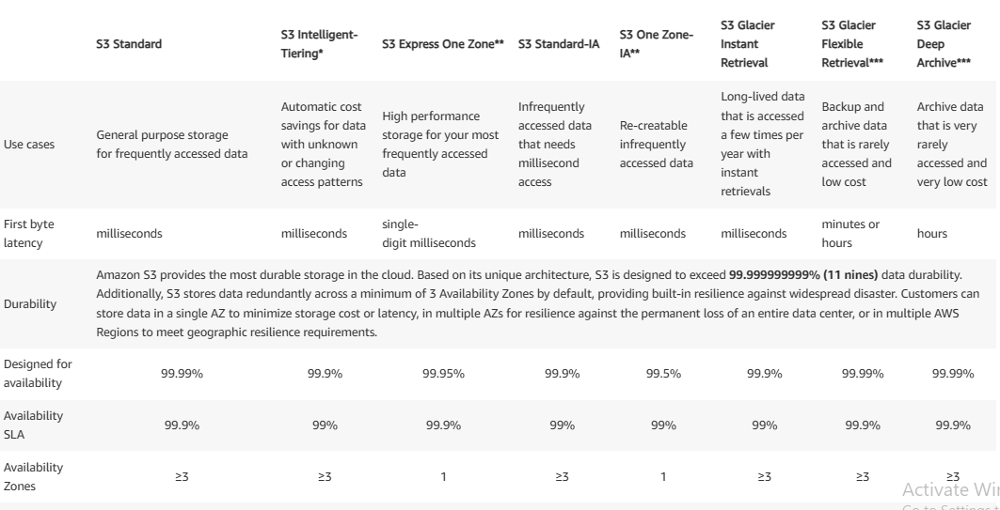 S3 Standard
S3 Intelligent-
Tiering*
S3 Express One Zone**
S3 Standard-IA
S3 One Zone-
IA**
S3 Glacier
Instant
Retrieval
S3 Glacier
Flexible
Retrieval***
S3 Glacier
Deep
Archive***
Use cases
General purpose storage
for frequently accessed data
Automatic cost
savings for data
with unknown
or changing
access patterns
High performance
storage for your most
frequently accessed
data
Infrequently
accessed data
that needs
millisecond
access
Re-creatable
infrequently
accessed data
Long-lived data
that is accessed
a few times per
year with
instant
retrievals
Backup and
archive data
that is rarely
accessed and
low cost
Archive data
that is very
rarely
accessed and
very low cost
First byte
latency
milliseconds
milliseconds
single-
digit milliseconds
milliseconds
milliseconds
milliseconds
minutes or
hours
hours
Durability
Amazon S3 provides the most durable storage in the cloud. Based on its unique architecture, S3 is designed to exceed 99.999999999% (11 nines) data durability.
Additionally, S3 stores data redundantly across a minimum of 3 Availability Zones by default, providing built-in resilience against widespread disaster. Customers can
store data in a single AZ to minimize storage cost or latency, in multiple AZs for resilience against the permanent loss of an entire data center, or in multiple AWS
Regions to meet geographic resilience requirements.
Designed for
availability
99.99%
99.9%
99.95%
99.9%
99.5%
99.9%
99.99%
99.99%
Availability
SLA
99.9%
99%
99.9%
99%
99%
99%
99.9%
99.9%
Availability
Zones
≥3
≥3
1
≥3
1
≥3
≥3
≥3
Activate Wi